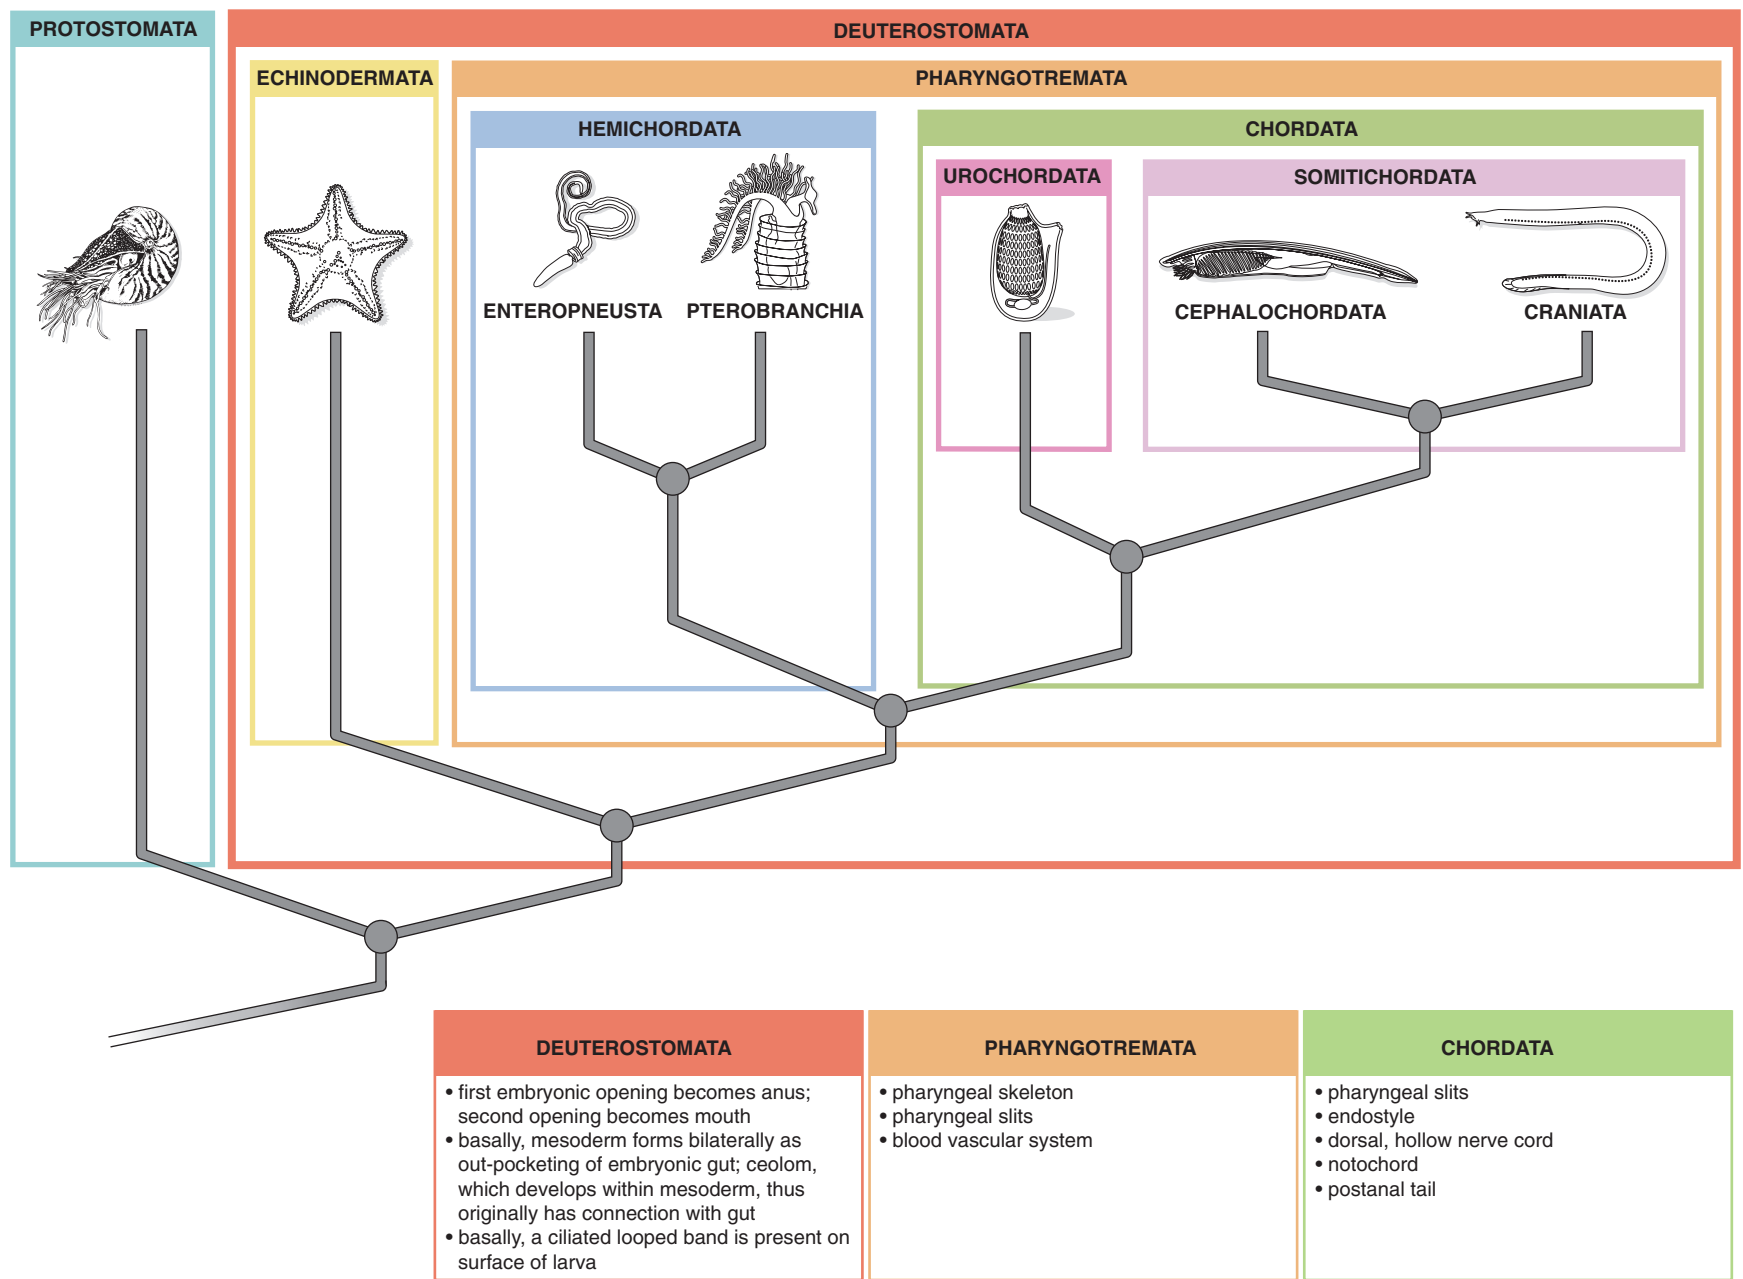 PROTOSTOMATA
DEUTEROSTOMATA
ECHINODERMATA
PHARYNGOTREMATA
HEMICHORDATA
CHORDATA
UROCHORDATA
SOMITICHORDATA
ENTEROPNEUSTA
PTEROBRANCHIA
CEPHALOCHORDATA
CRANIATA
DEUTEROSTOMATA
• first embryonic opening becomes anus;
second opening becomes mouth
• basally, mesoderm forms bilaterally as
out-pocketing of embryonic gut; ceolom,
which develops within mesoderm, thus
originally has connection with gut
• basally, a ciliated looped band is present on
surface of larva
PHARYNGOTREMATA
• pharyngeal skeleton
• pharyngeal slits
• blood vascular system
CHORDATA
• pharyngeal slits
• endostyle
• dorsal, hollow nerve cord
• notochord
• postanal tail